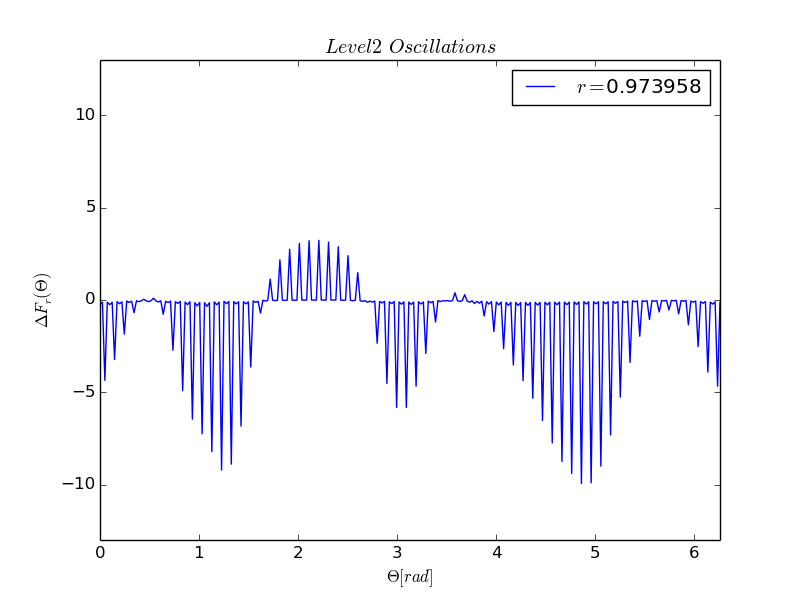 Level2 Oscillations
r=0.973958
10
5
0
−5
−10
ΔF_r(Θ)
0 1 2 3 4 5 6
Θ[rad]